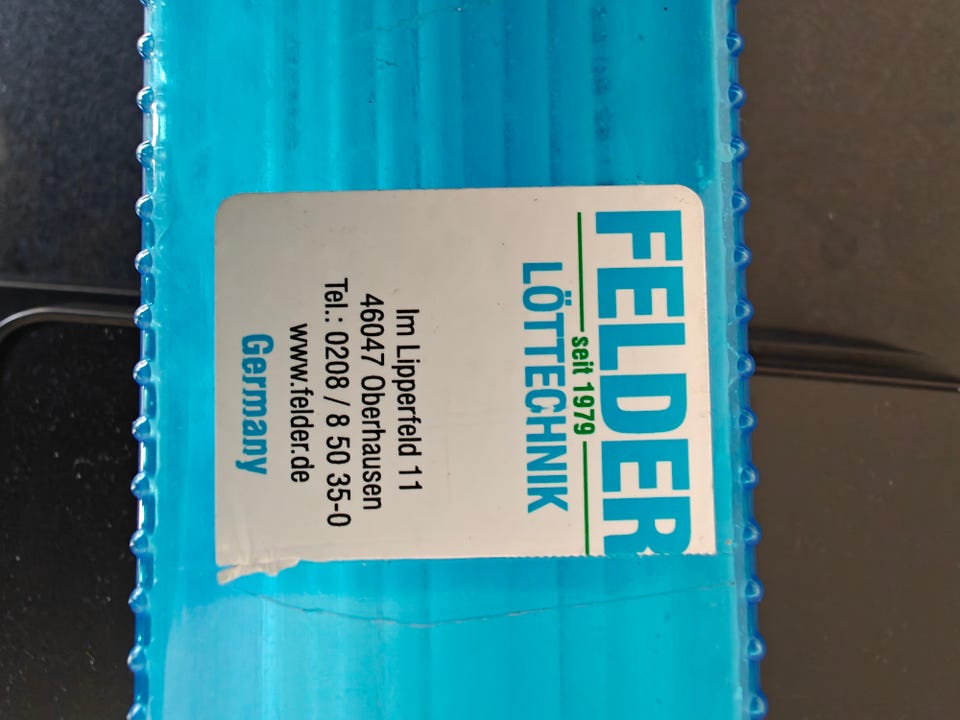 FELDER
seit 1979
LÖTTECHNIK
Im Lipperfeld 11
46047 Oberhausen
Tel.: 0208 / 8 50 35-0
www.felder.de
Germany